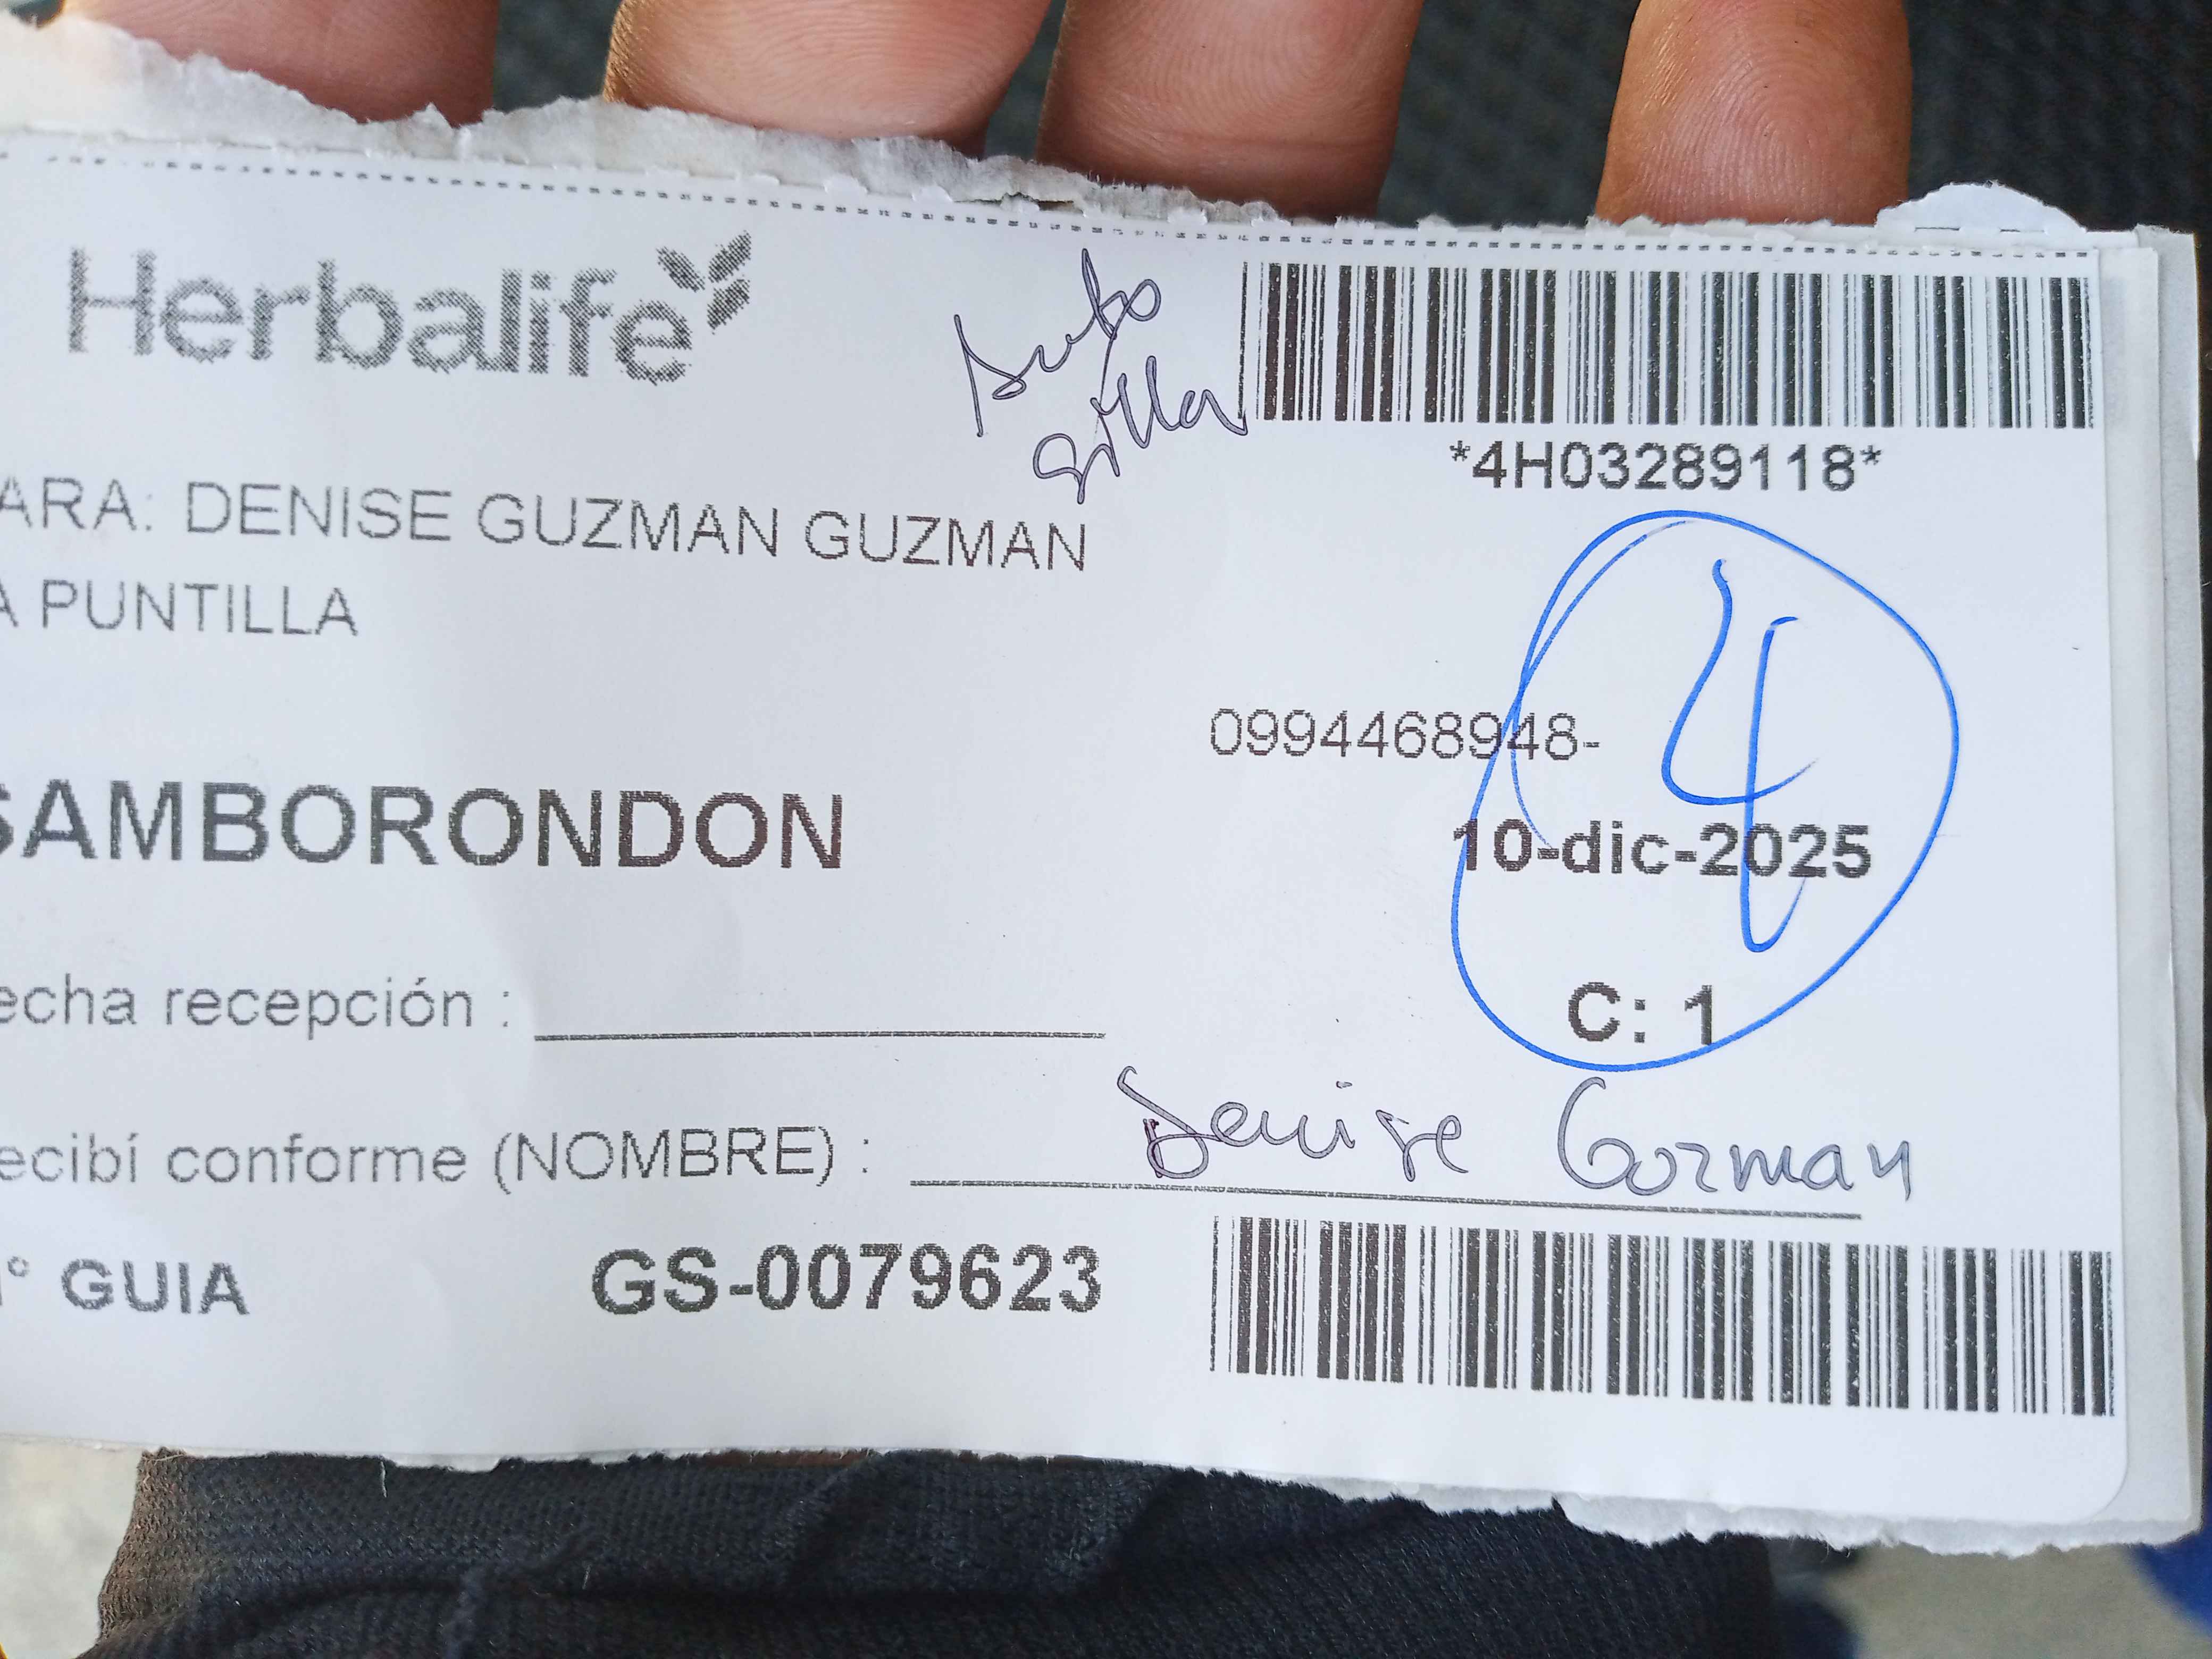 Herbalife
*4H03289118*
ARA: DENISE GUZMAN GUZMAN
A PUNTILLA
0994468948-
4
SAMBORONDON
10-dic-2025
C: 1
echa recepción :
ecibí conforme (NOMBRE) : Denise Guzman
° GUIA GS-0079623